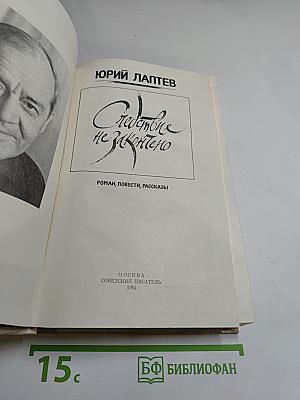 ЮРИЙ ЛАПТЕВ
Следствие
не закончено
РОМАН, ПОВЕСТИ, РАССКАЗЫ
МОСКВА
СОВЕТСКИЙ ПИСАТЕЛЬ
1984
15с
БФ БИБЛИОФАН